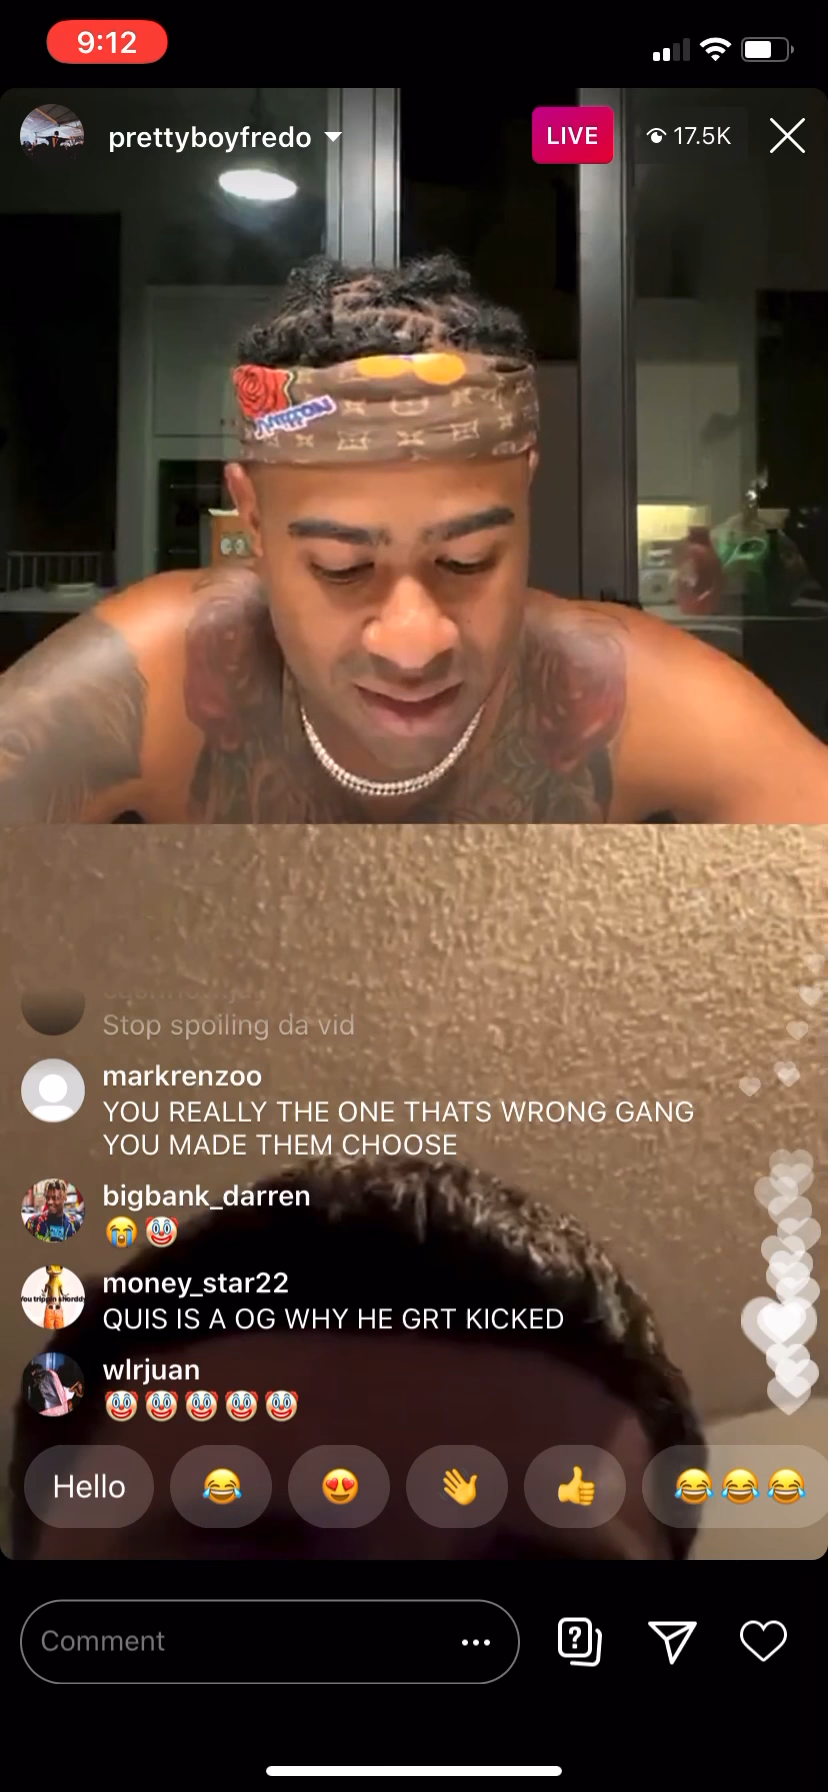 9:12
prettyboyfredo
LIVE
17.5K
Stop spoiling da vid
markrenzoo
YOU REALLY THE ONE THATS WRONG GANG
YOU MADE THEM CHOOSE
bigbank_darren
😭🤡
money_star22
QUIS IS A OG WHY HE GRT KICKED
wlrjuan
🤡🤡🤡🤡🤡
Hello 😂 😍 👋 👍 😂😂😂
Comment